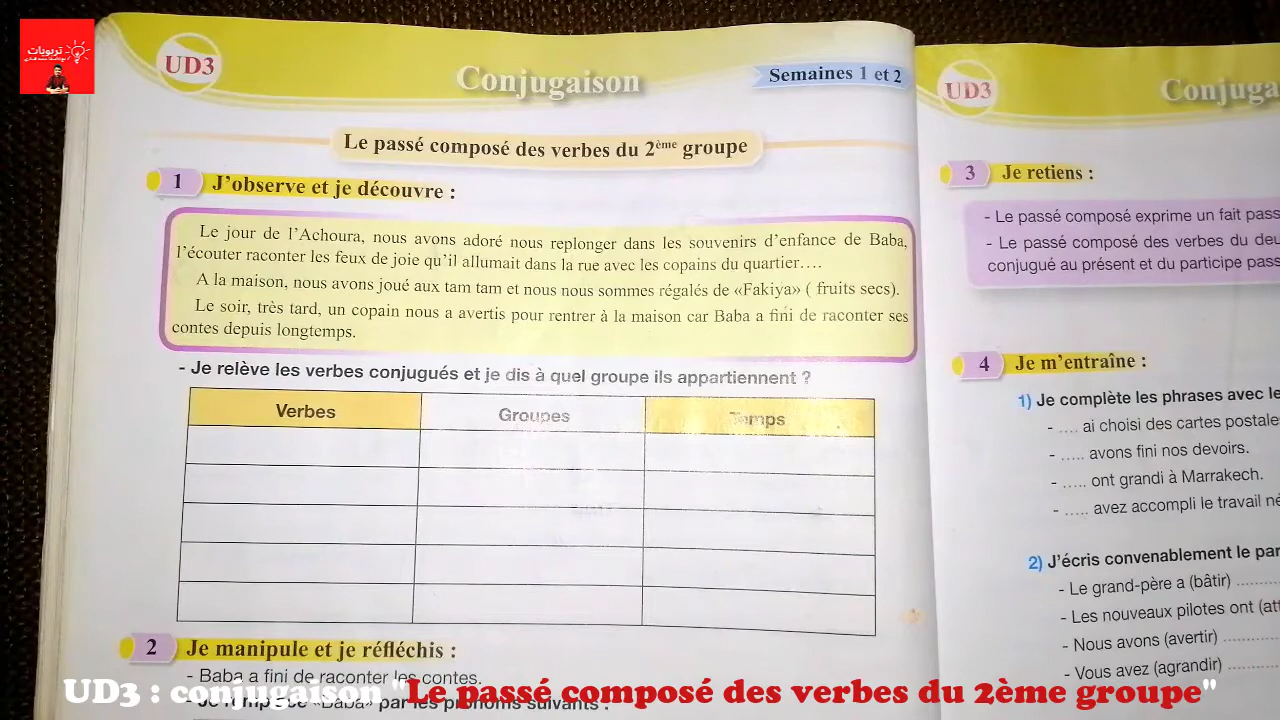 تربويات
UD3
Conjugaison
Semaines 1 et 2
Le passé composé des verbes du 2ème groupe
1 J'observe et je découvre :
Le jour de l'Achoura, nous avons adoré nous replonger dans les souvenirs d'enfance de Baba,
l'écouter raconter les feux de joie qu'il allumait dans la rue avec les copains du quartier….
A la maison, nous avons joué aux tam tam et nous nous sommes régalés de «Fakiya» ( fruits secs).
Le soir, très tard, un copain nous a avertis pour rentrer à la maison car Baba a fini de raconter ses
contes depuis longtemps.
- Je relève les verbes conjugués et je dis à quel groupe ils appartiennent ?
Verbes Groupes Temps
2 Je manipule et je réfléchis :
- Baba a fini de raconter les contes.
«Baba» par les pronoms suivants :
UD3
Conjuga
3 Je retiens :
- Le passé composé exprime un fait pass
- Le passé composé des verbes du deu
conjugué au présent et du participe pass
4 Je m'entraîne :
1) Je complète les phrases avec le
- .... ai choisi des cartes postale
- ..... avons fini nos devoirs.
- ..... ont grandi à Marrakech.
- ..... avez accompli le travail né
2) J'écris convenablement le par
- Le grand-père a (bâtir) ..........
- Les nouveaux pilotes ont (att
- Nous avons (avertir) ............
- Vous avez (agrandir) ...........
UD3 : conjugaison "Le passé composé des verbes du 2ème groupe"